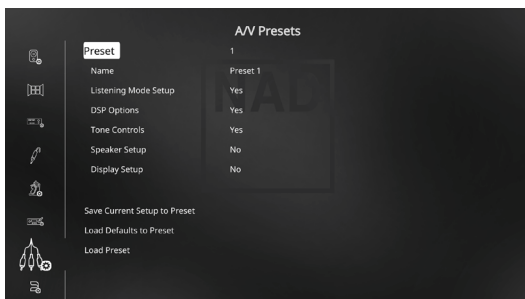 A/V Presets
Preset 1
Name Preset 1
Listening Mode Setup Yes
DSP Options Yes
Tone Controls Yes
Speaker Setup No
Display Setup No
Save Current Setup to Preset
Load Defaults to Preset
Load Preset
NAD